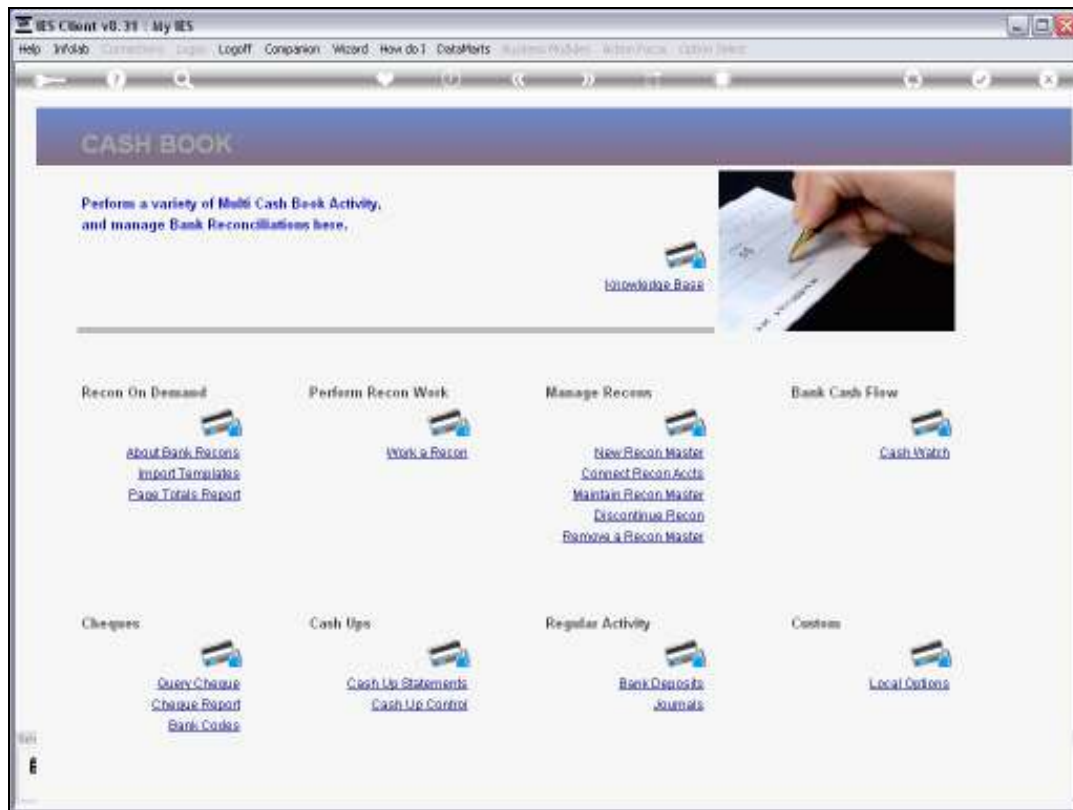 IES Client v8.31 : My IES
Help Infolab Logoff Companion Wizard How do I DataMarts
CASH BOOK
Perform a variety of Multi Cash Book Activity,
and manage Bank Reconcilliations here.
Knowledge Base
Recon On Demand Perform Recon Work Manage Recons Bank Cash Flow
About Bank Recons Work a Recon New Recon Master Cash Watch
Import Templates Connect Recon Accts
Page Totals Report Maintain Recon Master
Discontinue Recon
Remove a Recon Master
Cheques Cash Ups Regular Activity Custom
Query Cheque Cash Up Statements Bank Deposits Local Options
Cheque Report Cash Up Control Journals
Bank Codes